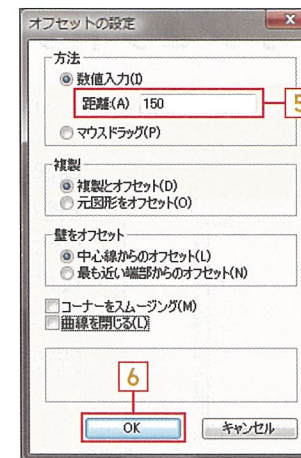 オフセットの設定
方法
数値入力(I)
距離(A) 150
5
マウスドラッグ(P)
複製
複製とオフセット(D)
元図形をオフセット(O)
壁をオフセット
中心線からのオフセット(L)
最も近い端部からのオフセット(N)
コーナーをスムージング(M)
曲線を閉じる(L)
6
OK キャンセル